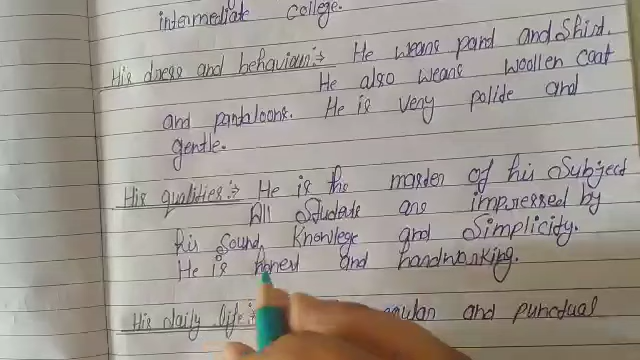 intermediate college.
His dress and behaviour:- He wears pant and Shirt.
He also wears woollen coat
and pantaloons. He is very polite and
gentle.
His qualities:- He is the master of his Subject
All Students are impressed by
his Sound Knowlege and Simplicity.
He is honest and hardworking.
His daily life:- and punctual